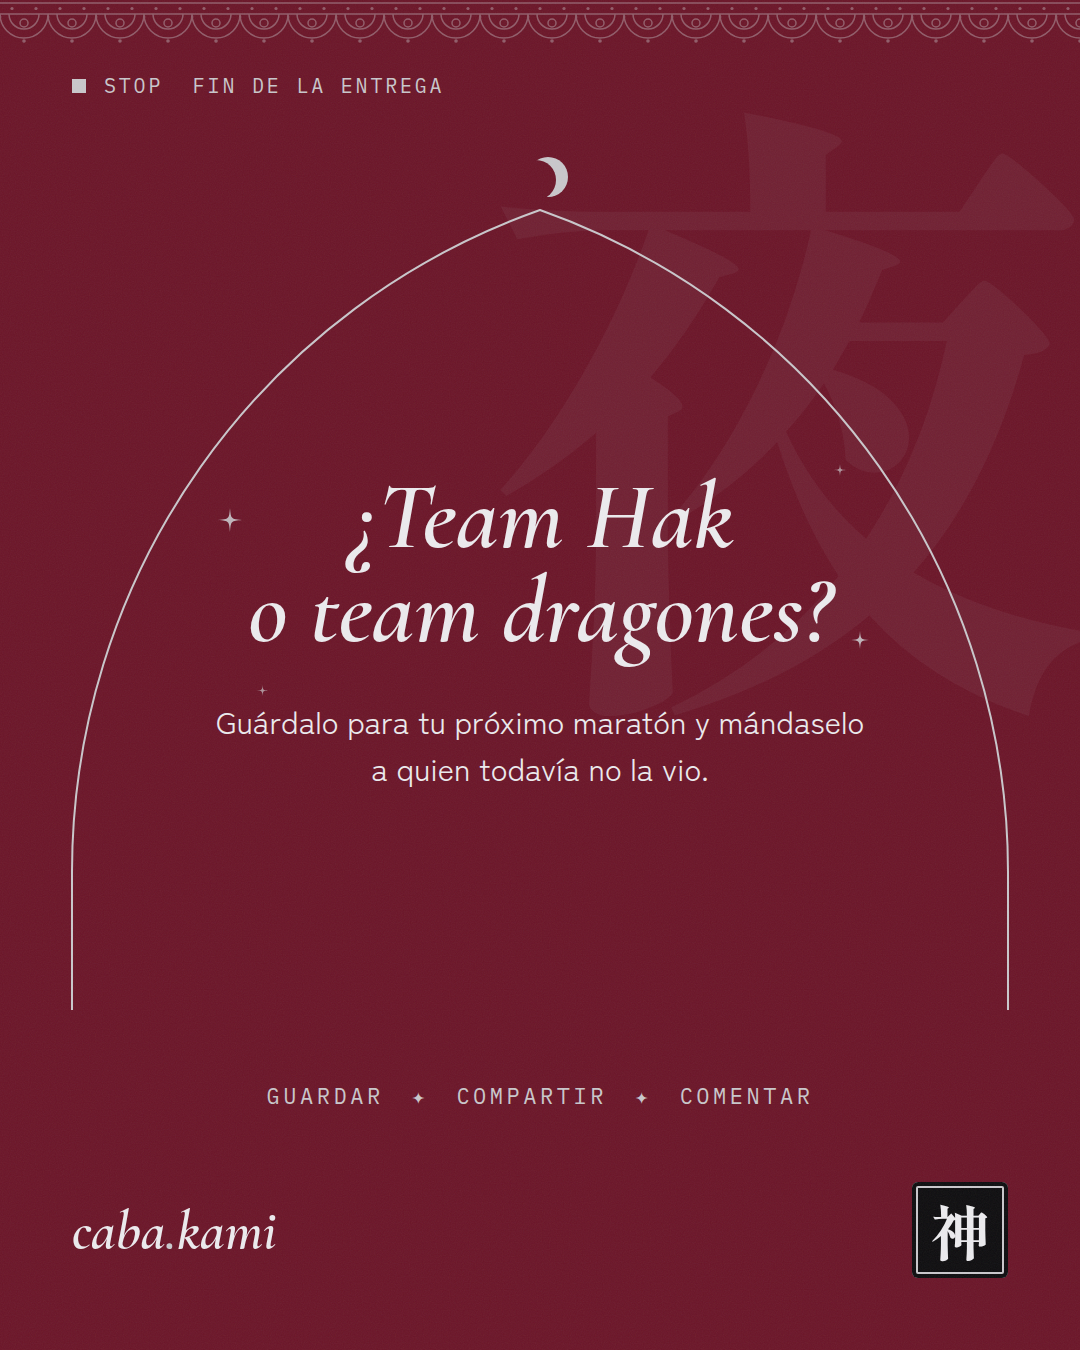 STOP FIN DE LA ENTREGA
夜
¿Team Hak
o team dragones?
Guárdalo para tu próximo maratón y mándaselo
a quien todavía no la vio.
GUARDAR ✦ COMPARTIR ✦ COMENTAR
caba.kami
神